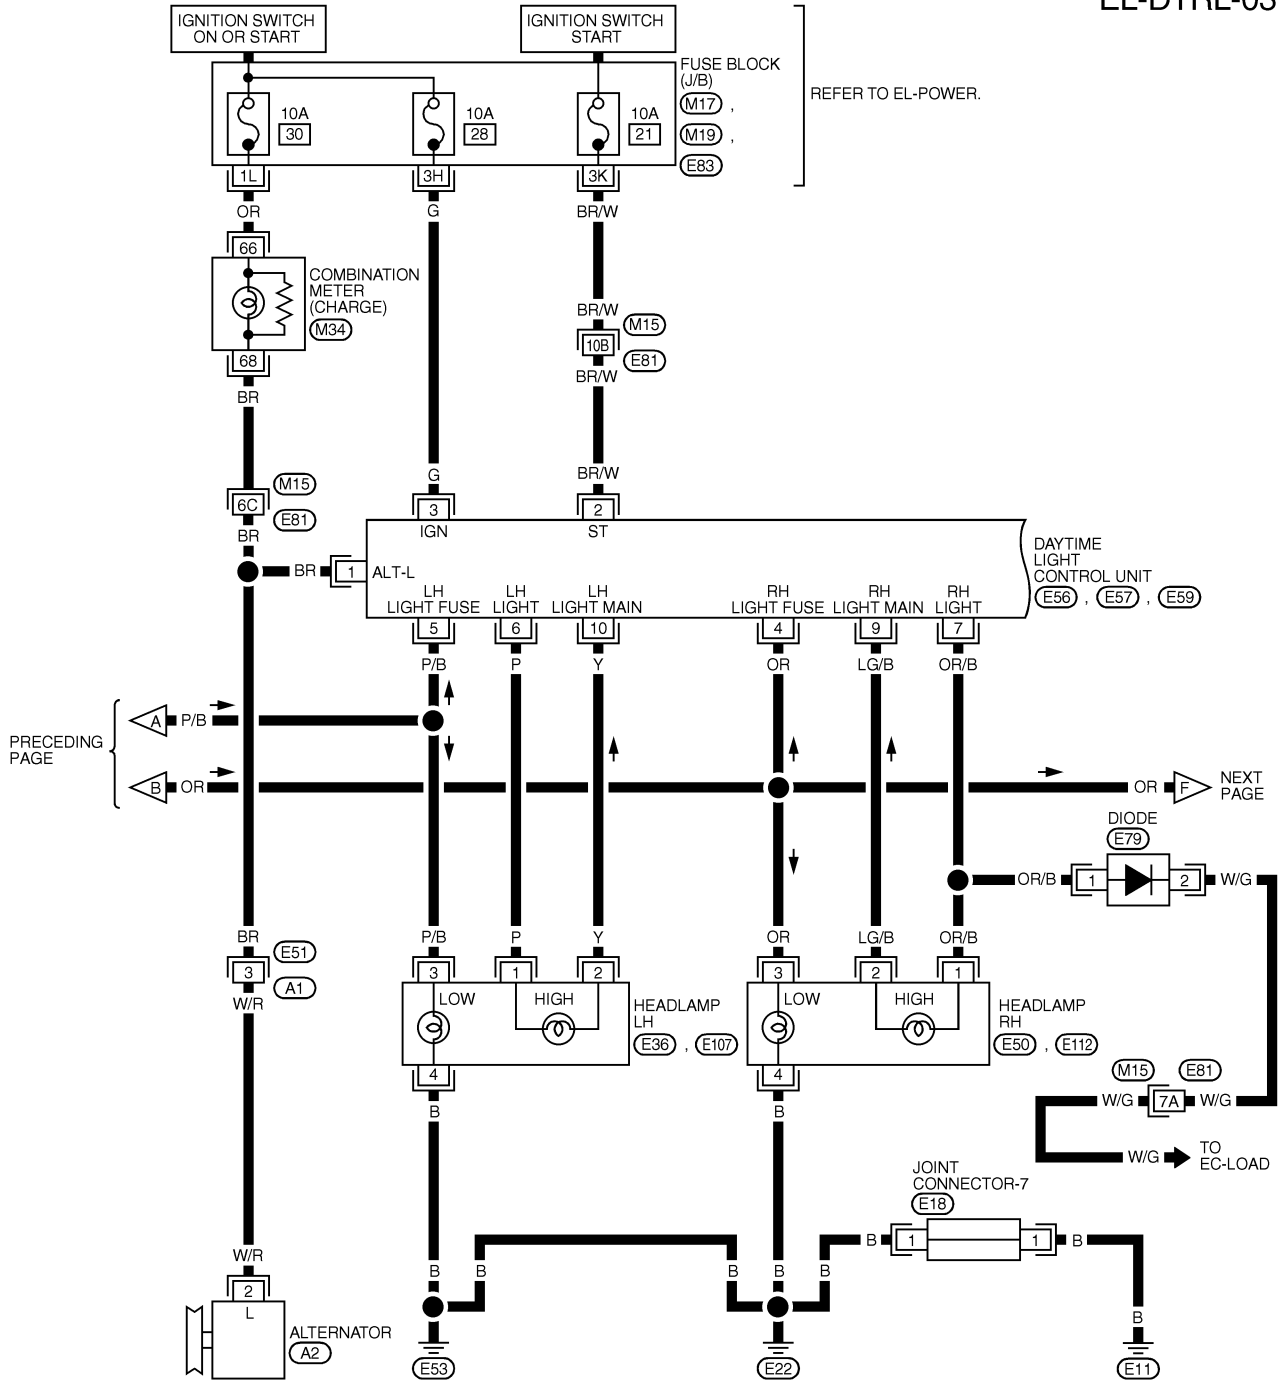 EL-DTRL-03
IGNITION SWITCH
ON OR START
IGNITION SWITCH
START
FUSE BLOCK
(J/B)
M17 ,
M19 ,
E83
REFER TO EL-POWER.
10A
30
10A
28
10A
21
1L
3H
3K
OR
G
BR/W
66
COMBINATION
METER
(CHARGE)
M34
68
BR
BR/W
M15
10B
E81
BR/W
M15
6C
E81
BR
G
BR/W
3
2
IGN
ST
BR
1
ALT-L
DAYTIME
LIGHT
CONTROL UNIT
E56 , E57 , E59
LH
LIGHT FUSE
LH
LIGHT
LH
LIGHT MAIN
RH
LIGHT FUSE
RH
LIGHT MAIN
RH
LIGHT
5
6
10
4
9
7
P/B
P
Y
OR
LG/B
OR/B
PRECEDING
PAGE
A
P/B
B
OR
OR
F
NEXT
PAGE
DIODE
E79
OR/B
1
2
W/G
BR
P/B
P
Y
OR
LG/B
OR/B
E51
3
A1
W/R
3
1
2
3
2
1
LOW
HIGH
HEADLAMP
LH
E36 , E107
LOW
HIGH
HEADLAMP
RH
E50 , E112
4
4
B
B
M15
E81
W/G
7A
W/G
W/G
TO
EC-LOAD
JOINT
CONNECTOR-7
E18
B
1
1
B
W/R
B
B
B
B
B
2
L
ALTERNATOR
A2
B
E53
E22
E11